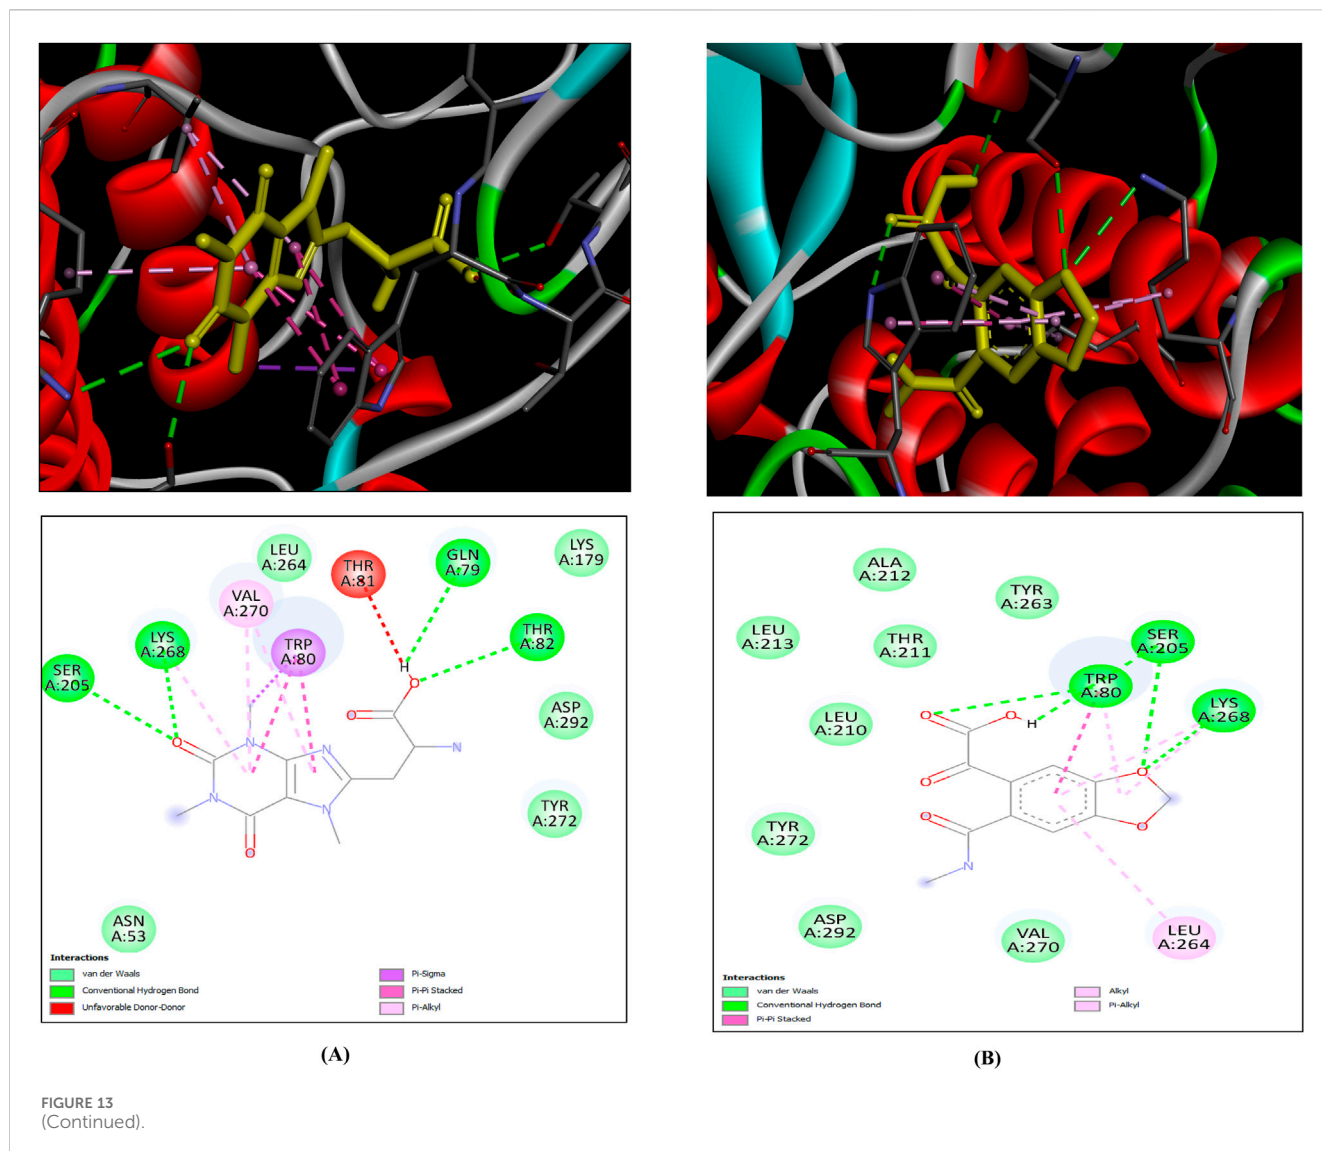 LEU
A:264
THR
A:81
GLN
A:79
LYS
A:179
VAL
A:270
LYS
A:268
TRP
A:80
THR
A:82
SER
A:205
H
O
O
ASP
A:292
O
N
N
N
N
N
O
TYR
A:272
ASN
A:53
Interactions
van der Waals
Conventional Hydrogen Bond
Unfavorable Donor-Donor
Pi-Sigma
Pi-Pi Stacked
Pi-Alkyl
(A)
ALA
A:212
TYR
A:263
LEU
A:213
THR
A:211
SER
A:205
TRP
A:80
LYS
A:268
LEU
A:210
O
O
H
O
O
O
O
N
TYR
A:272
ASP
A:292
VAL
A:270
LEU
A:264
Interactions
van der Waals
Conventional Hydrogen Bond
Pi-Pi Stacked
Alkyl
Pi-Alkyl
(B)
FIGURE 13
(Continued).